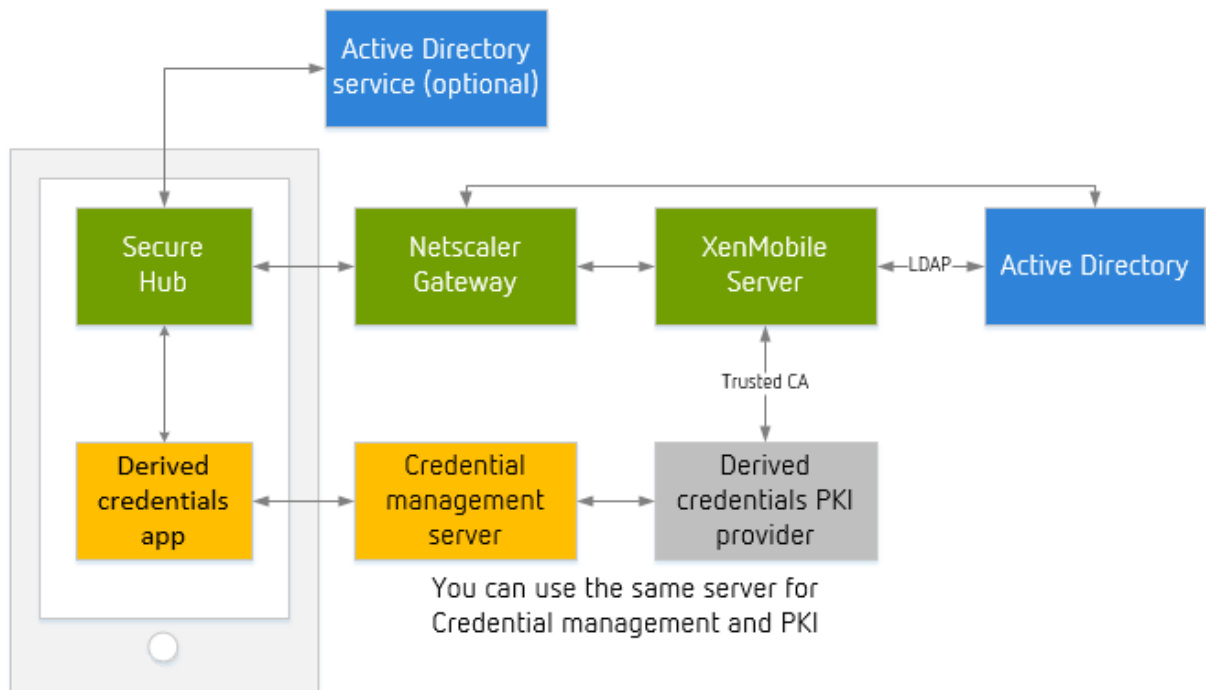 Active Directory
service (optional)
Secure
Hub
Netscaler
Gateway
XenMobile
Server
LDAP
Active Directory
Trusted CA
Derived
credentials
app
Credential
management
server
Derived
credentials PKI
provider
You can use the same server for
Credential management and PKI